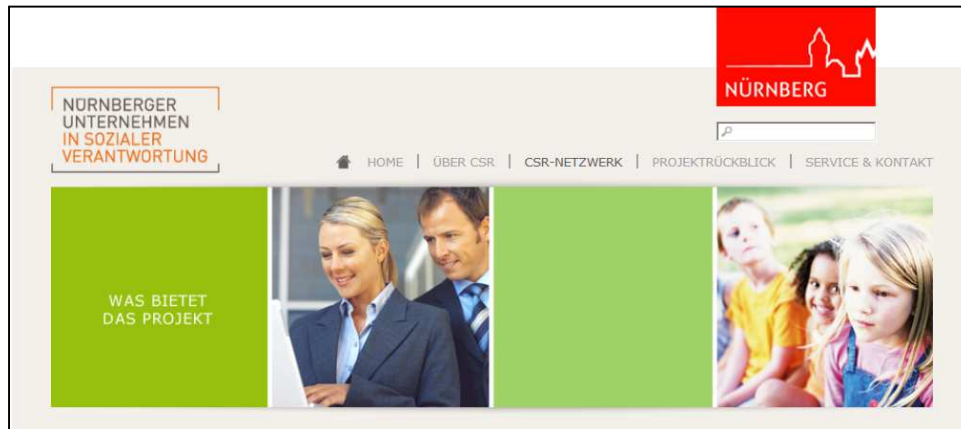 NÜRNBERG
NÜRNBERGER
UNTERNEHMEN
IN SOZIALER
VERANTWORTUNG
HOME | ÜBER CSR | CSR-NETZWERK | PROJEKTRÜCKBLICK | SERVICE & KONTAKT
WAS BIETET
DAS PROJEKT